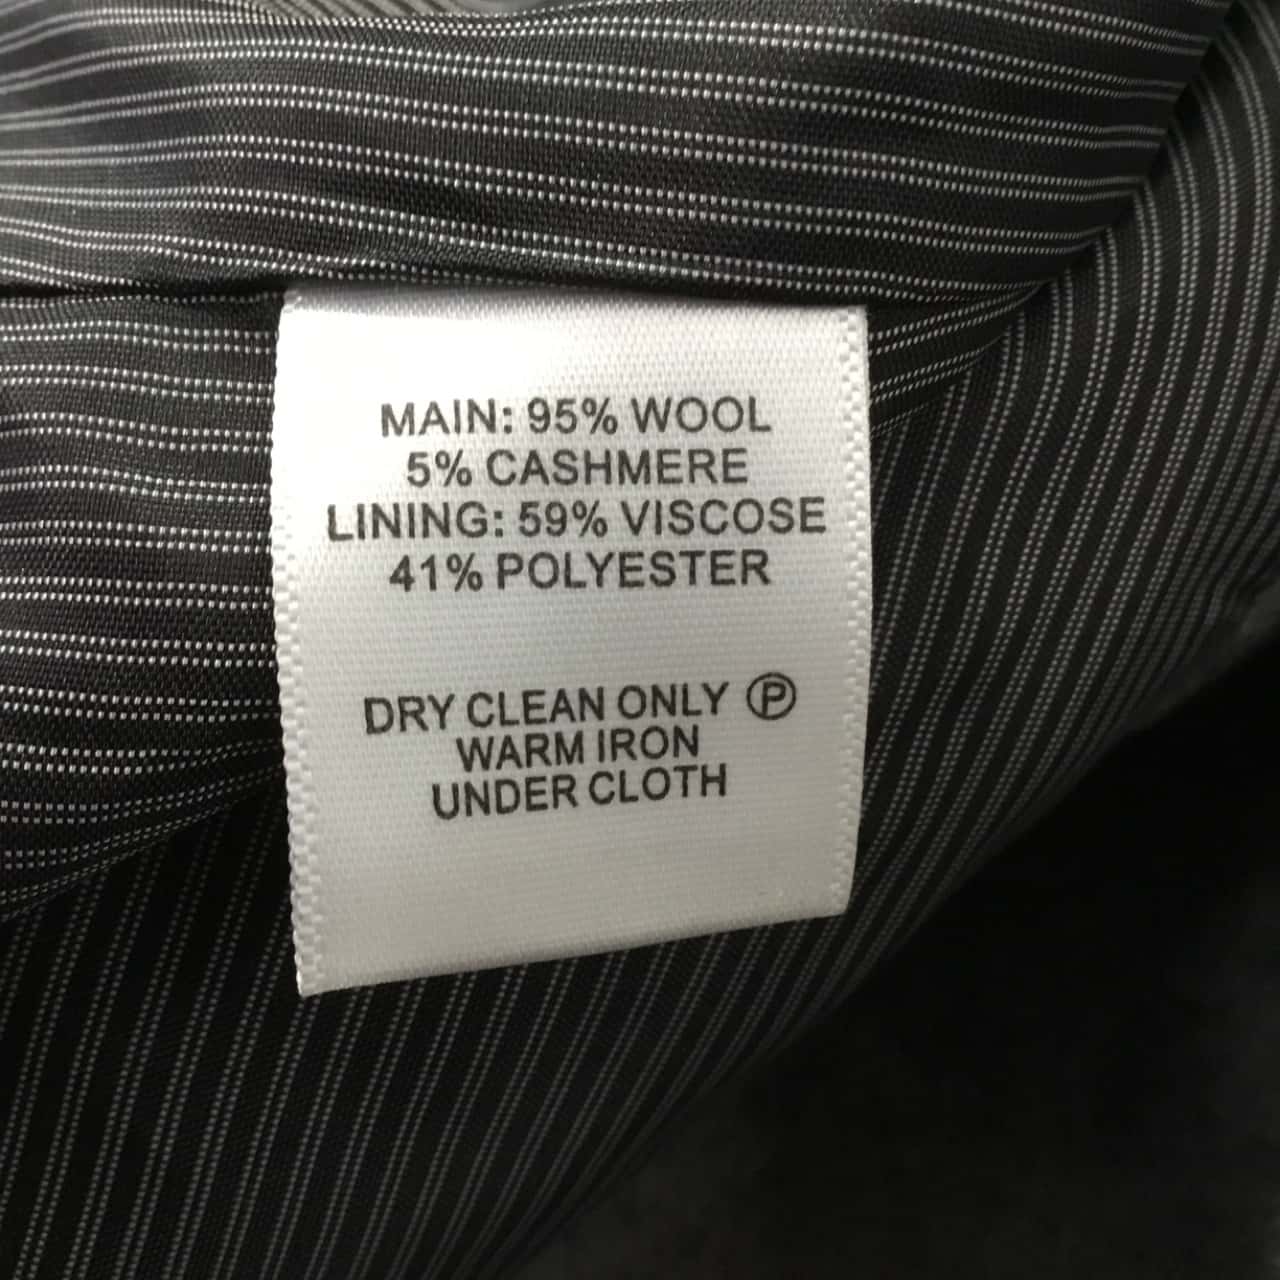 MAIN: 95% WOOL
5% CASHMERE
LINING: 59% VISCOSE
41% POLYESTER
DRY CLEAN ONLY Ⓟ
WARM IRON
UNDER CLOTH